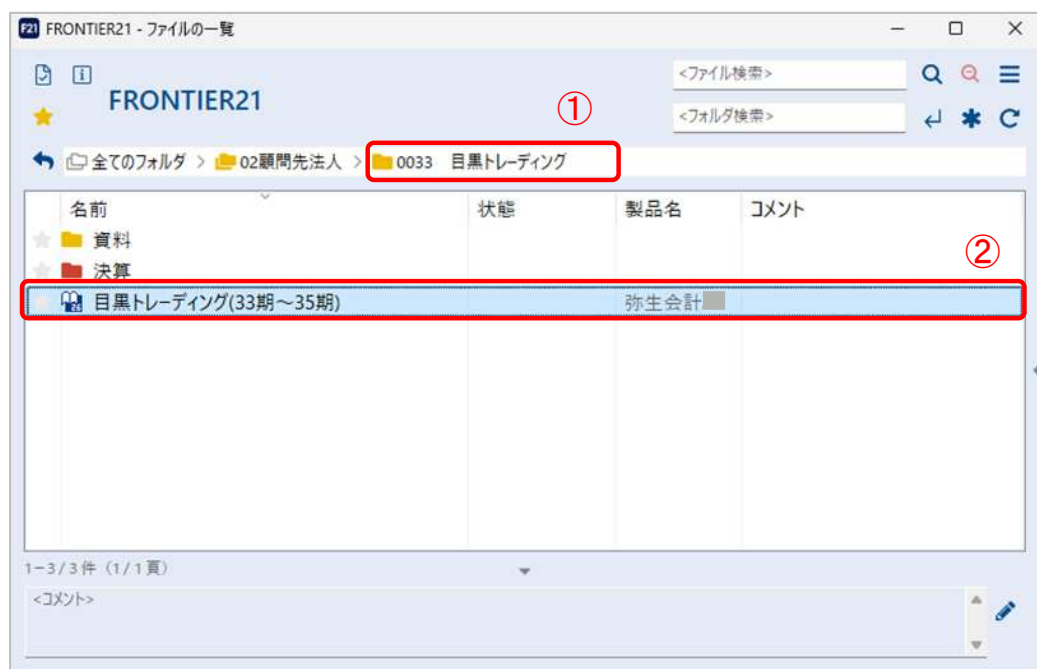 F21 FRONTIER21 - ファイルの一覧
<ファイル検索>
FRONTIER21
①
<フォルダ検索>
全てのフォルダ > 02顧問先法人 > 0033 目黒トレーディング
名前 状態 製品名 コメント
資料
②
決算
目黒トレーディング(33期～35期) 弥生会計
1-3/3件 (1/1頁)
<コメント>